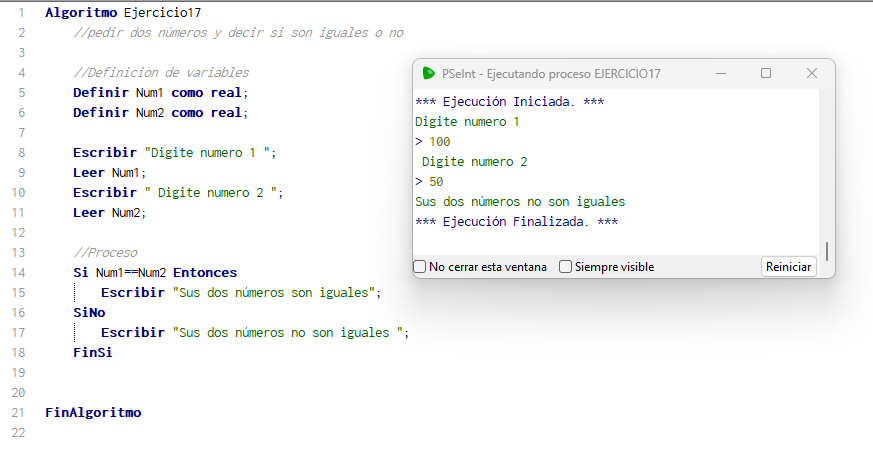 1 Algoritmo Ejercicio17
2 //pedir dos números y decir si son iguales o no
3
4 //Definicion de variables
5 Definir Num1 como real;
6 Definir Num2 como real;
7
8 Escribir "Digite numero 1 ";
9 Leer Num1;
10 Escribir " Digite numero 2 ";
11 Leer Num2;
12
13 //Proceso
14 Si Num1==Num2 Entonces
15 Escribir "Sus dos números son iguales";
16 SiNo
17 Escribir "Sus dos números no son iguales ";
18 FinSi
19
20
21 FinAlgoritmo
22
PSeInt - Ejecutando proceso EJERCICIO17
*** Ejecución Iniciada. ***
Digite numero 1
> 100
Digite numero 2
> 50
Sus dos números no son iguales
*** Ejecución Finalizada. ***
No cerrar esta ventana Siempre visible Reiniciar